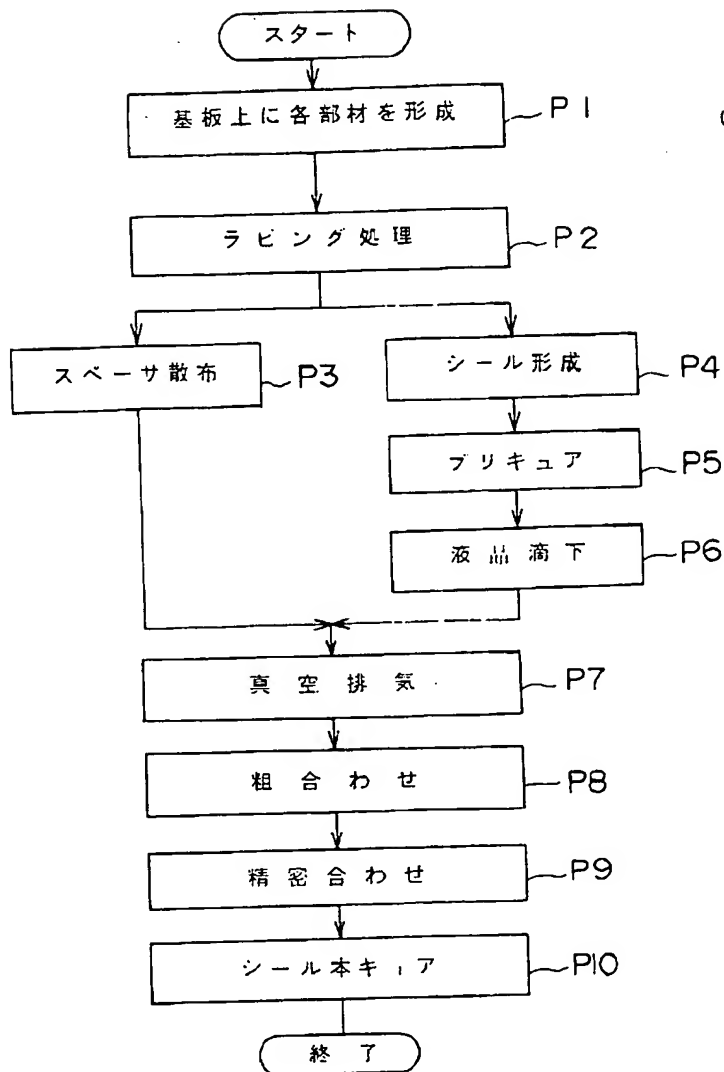 スタート
基板上に各部材を形成 P1
ラビング処理 P2
スペーサ散布 P3
シール形成 P4
プリキュア P5
液晶滴下 P6
真空排気 P7
粗合わせ P8
精密合わせ P9
シール本キュア P10
終了